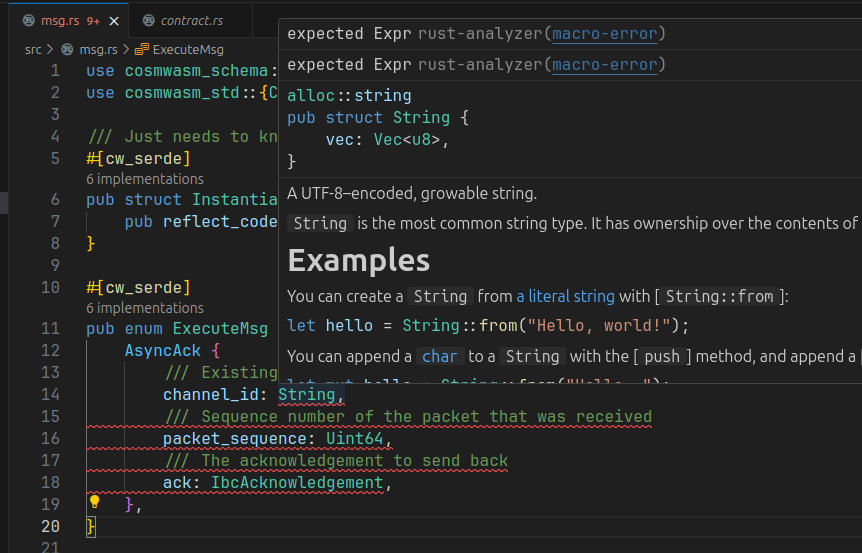 msg.rs 9+ × contract.rs
src > msg.rs > ExecuteMsg
expected Expr rust-analyzer(macro-error)
expected Expr rust-analyzer(macro-error)
alloc::string
pub struct String {
vec: Vec<u8>,
}
A UTF-8–encoded, growable string.
String is the most common string type. It has ownership over the contents of
Examples
You can create a String from a literal string with [ String::from ]:
let hello = String::from("Hello, world!");
You can append a char to a String with the [ push ] method, and append a [
let mut hello = String::from("Hello, ");
1 use cosmwasm_schema:
2 use cosmwasm_std::{C
3
4 /// Just needs to kn
5 #[cw_serde]
6 implementations
6 pub struct Instantia
7 pub reflect_code
8 }
9
10 #[cw_serde]
6 implementations
11 pub enum ExecuteMsg
12 AsyncAck {
13 /// Existing
14 channel_id: String,
15 /// Sequence number of the packet that was received
16 packet_sequence: Uint64,
17 /// The acknowledgement to send back
18 ack: IbcAcknowledgement,
19 },
20 }
21